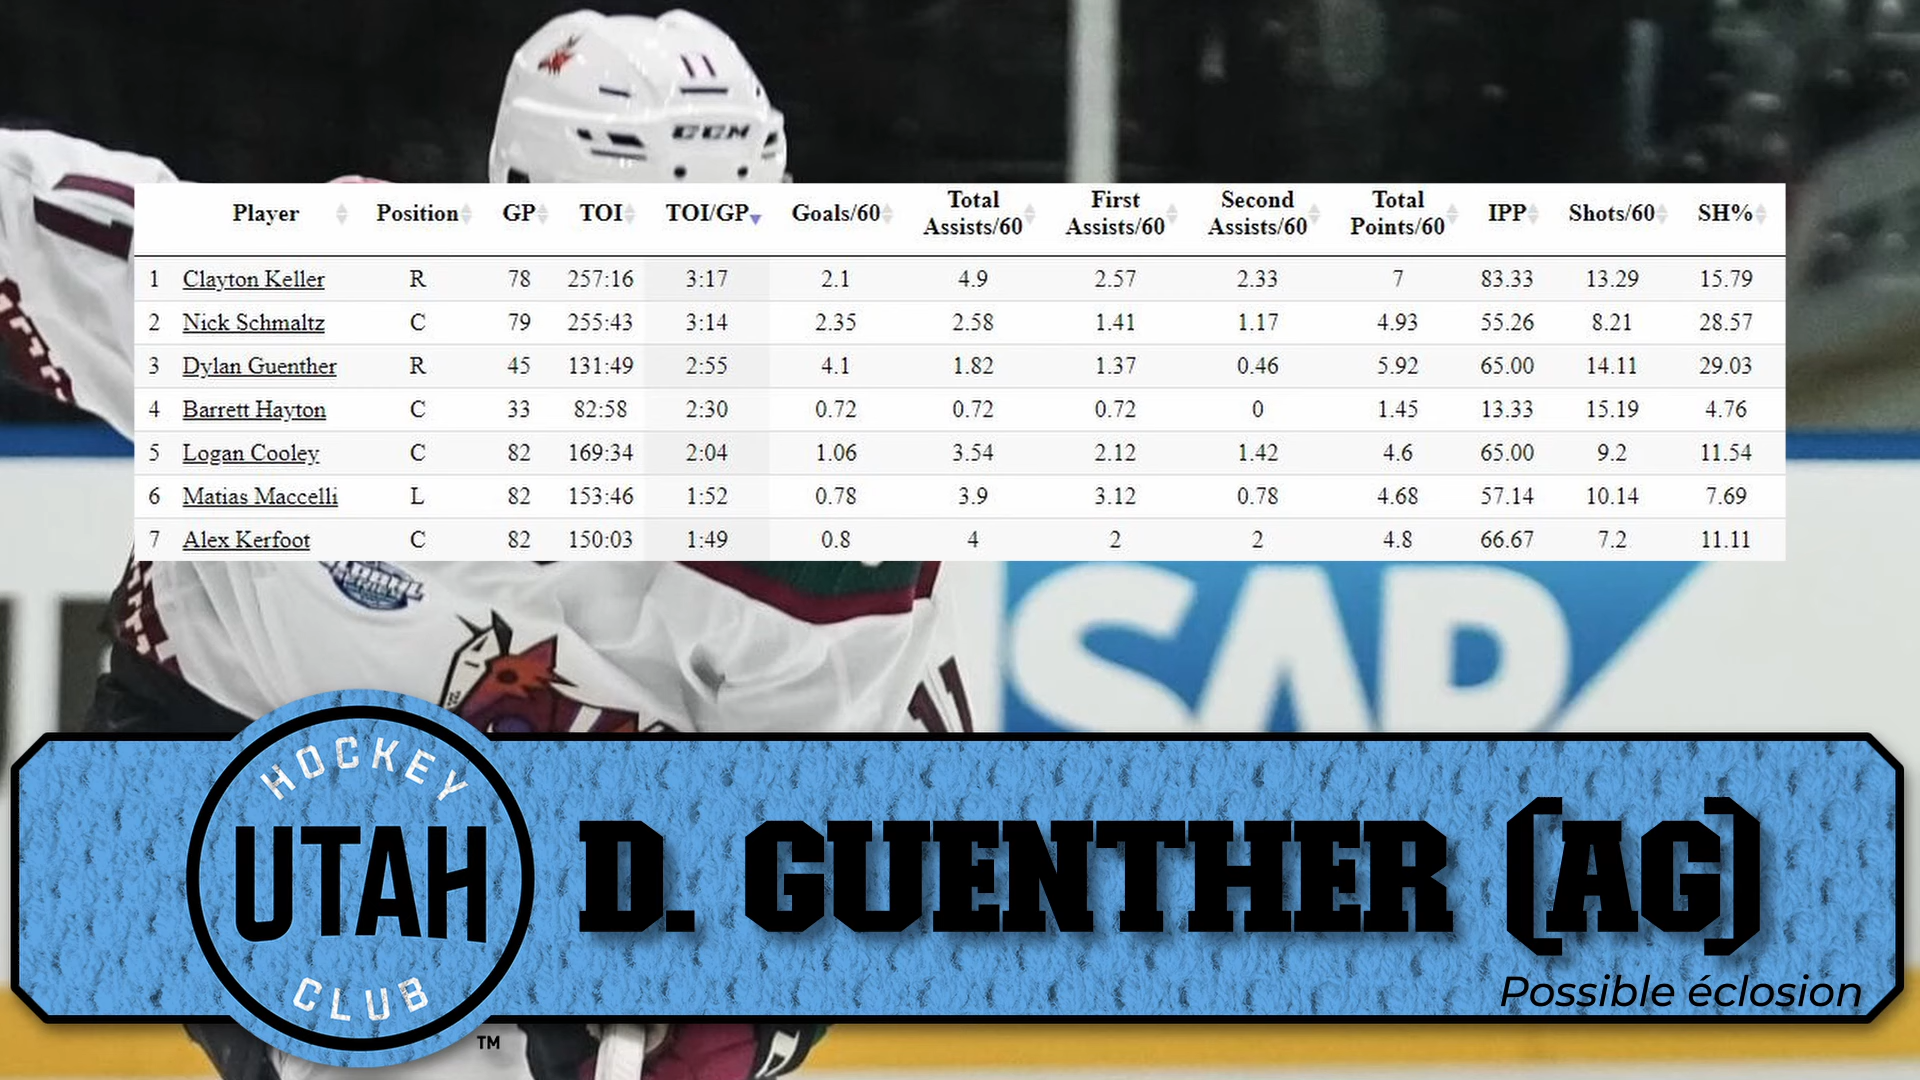 11
CCM
Player Position GP TOI TOI/GP Goals/60 Total Assists/60 First Assists/60 Second Assists/60 Total Points/60 IPP Shots/60 SH%
1 Clayton Keller R 78 257:16 3:17 2.1 4.9 2.57 2.33 7 83.33 13.29 15.79
2 Nick Schmaltz C 79 255:43 3:14 2.35 2.58 1.41 1.17 4.93 55.26 8.21 28.57
3 Dylan Guenther R 45 131:49 2:55 4.1 1.82 1.37 0.46 5.92 65.00 14.11 29.03
4 Barrett Hayton C 33 82:58 2:30 0.72 0.72 0.72 0 1.45 13.33 15.19 4.76
5 Logan Cooley C 82 169:34 2:04 1.06 3.54 2.12 1.42 4.6 65.00 9.2 11.54
6 Matias Maccelli L 82 153:46 1:52 0.78 3.9 3.12 0.78 4.68 57.14 10.14 7.69
7 Alex Kerfoot C 82 150:03 1:49 0.8 4 2 2 4.8 66.67 7.2 11.11
SAP
11
HOCKEY
UTAH
CLUB
TM
D. GUENTHER (AG)
Possible éclosion